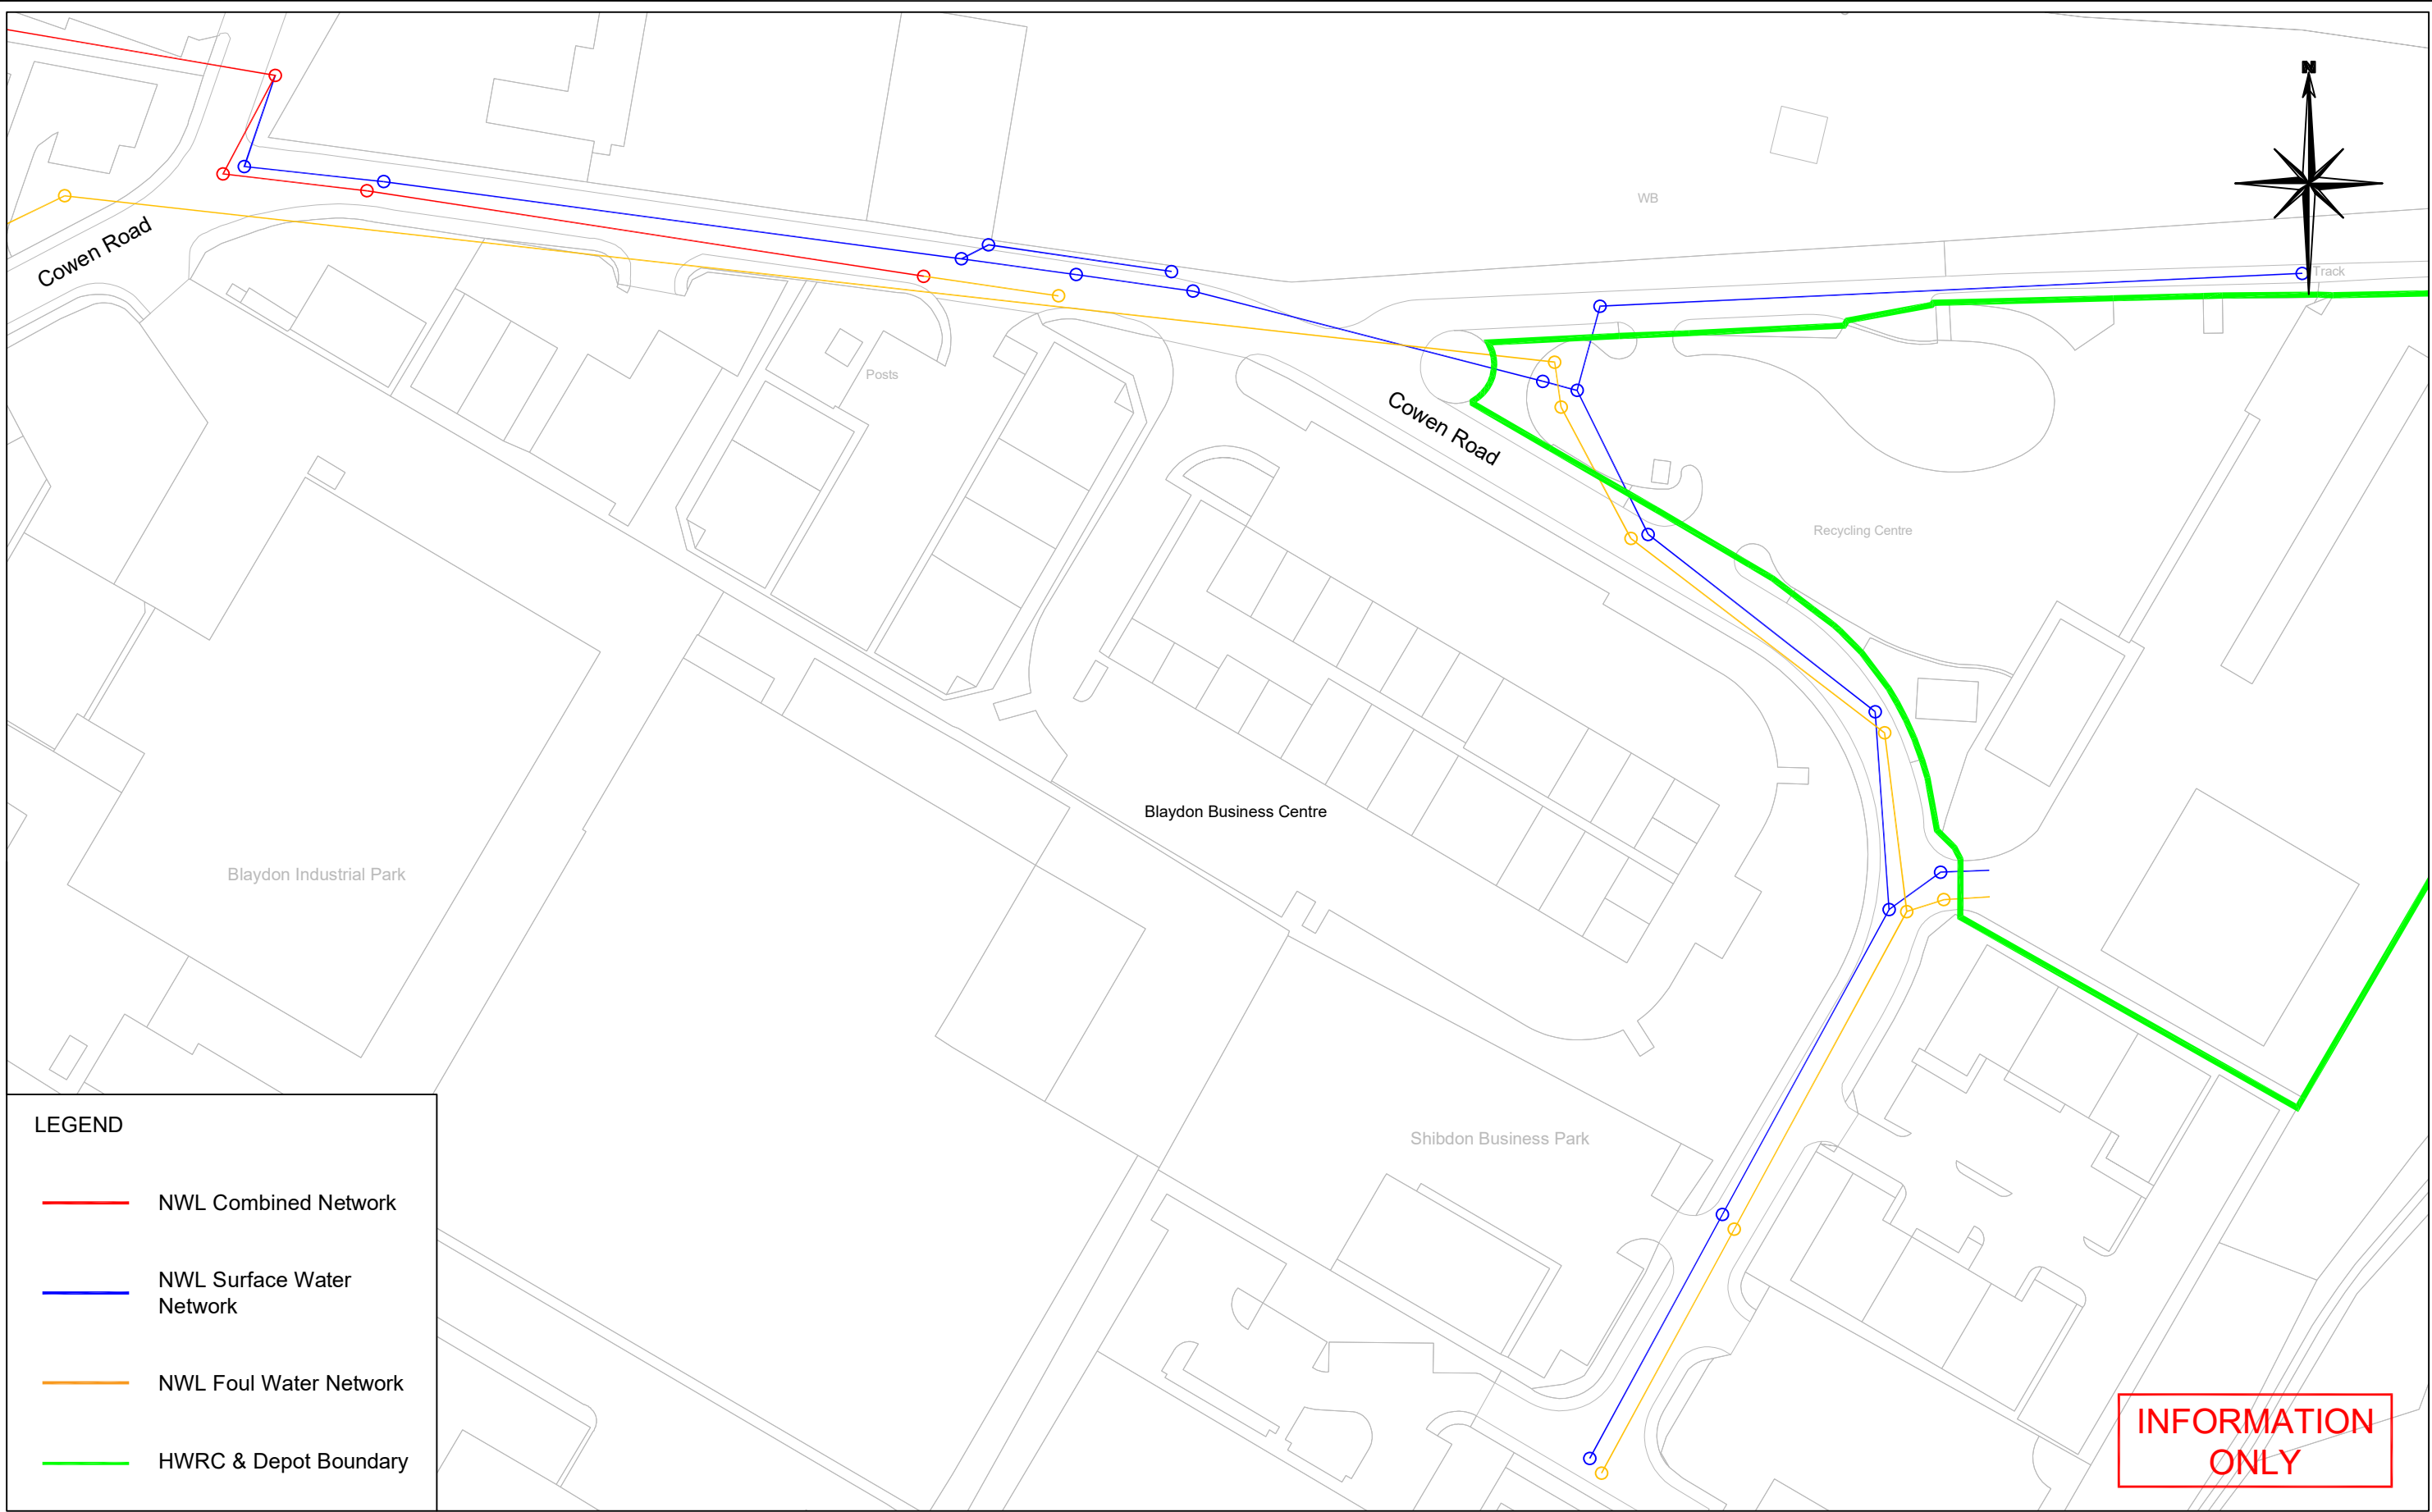 N
WB
Track
Cowen Road
Posts
Cowen Road
Recycling Centre
Blaydon Business Centre
Blaydon Industrial Park
Shibdon Business Park
LEGEND
NWL Combined Network
NWL Surface Water
Network
NWL Foul Water Network
HWRC & Depot Boundary
INFORMATION
ONLY